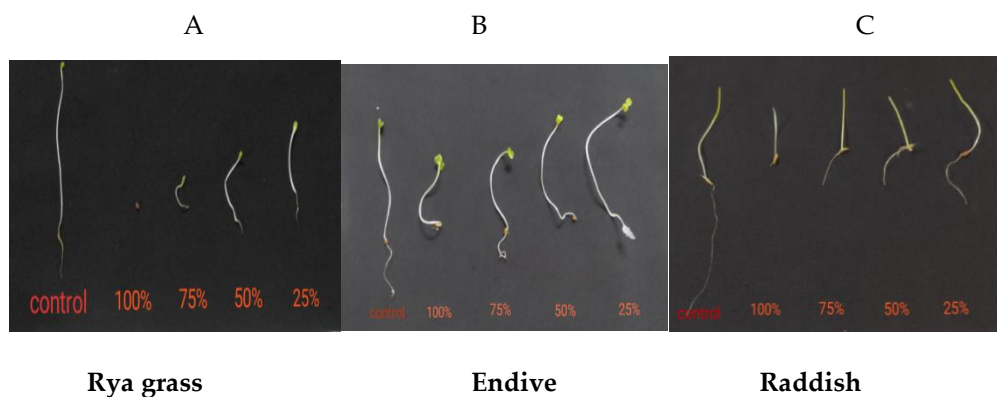 A B C
control 100% 75% 50% 25%
control 100% 75% 50% 25%
control 100% 75% 50% 25%
Rya grass Endive Raddish